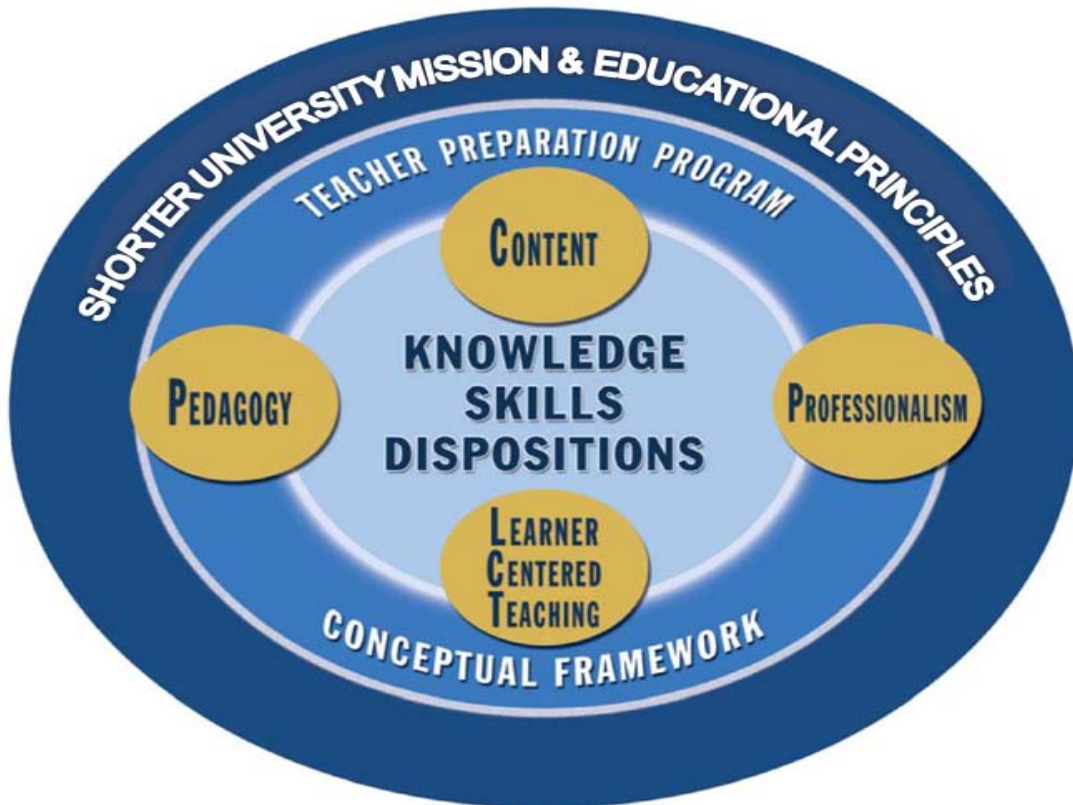 SHORTER UNIVERSITY MISSION & EDUCATIONAL PRINCIPLES
TEACHER PREPARATION PROGRAM
CONTENT
KNOWLEDGE
SKILLS
DISPOSITIONS
PEDAGOGY
PROFESSIONALISM
LEARNER
CENTERED
TEACHING
CONCEPTUAL FRAMEWORK